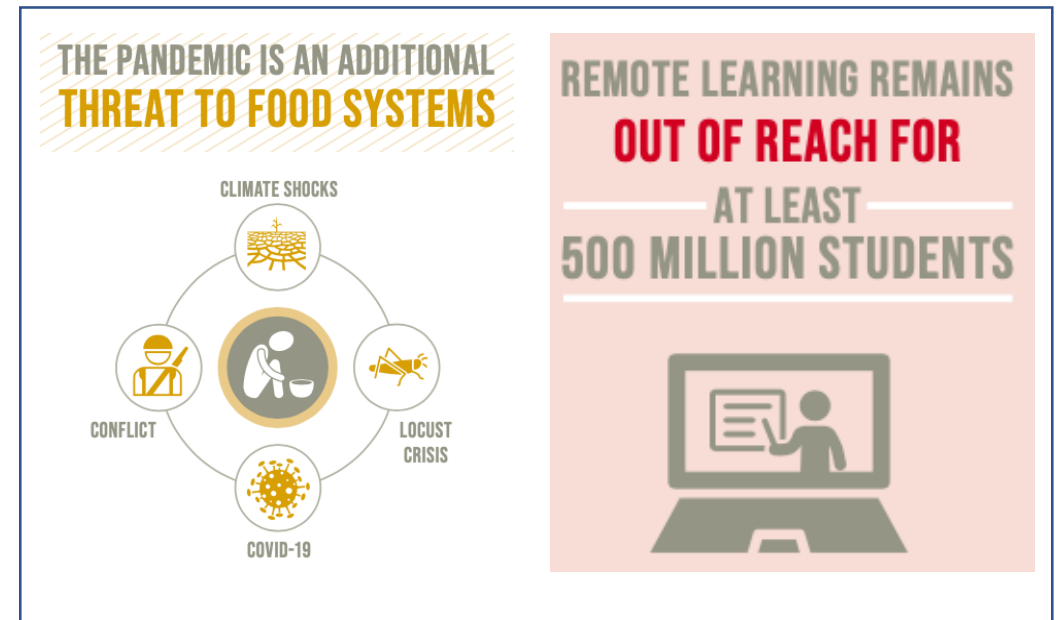 THE PANDEMIC IS AN ADDITIONAL
THREAT TO FOOD SYSTEMS
CLIMATE SHOCKS
CONFLICT
LOCUST
CRISIS
COVID-19
REMOTE LEARNING REMAINS
OUT OF REACH FOR
AT LEAST
500 MILLION STUDENTS